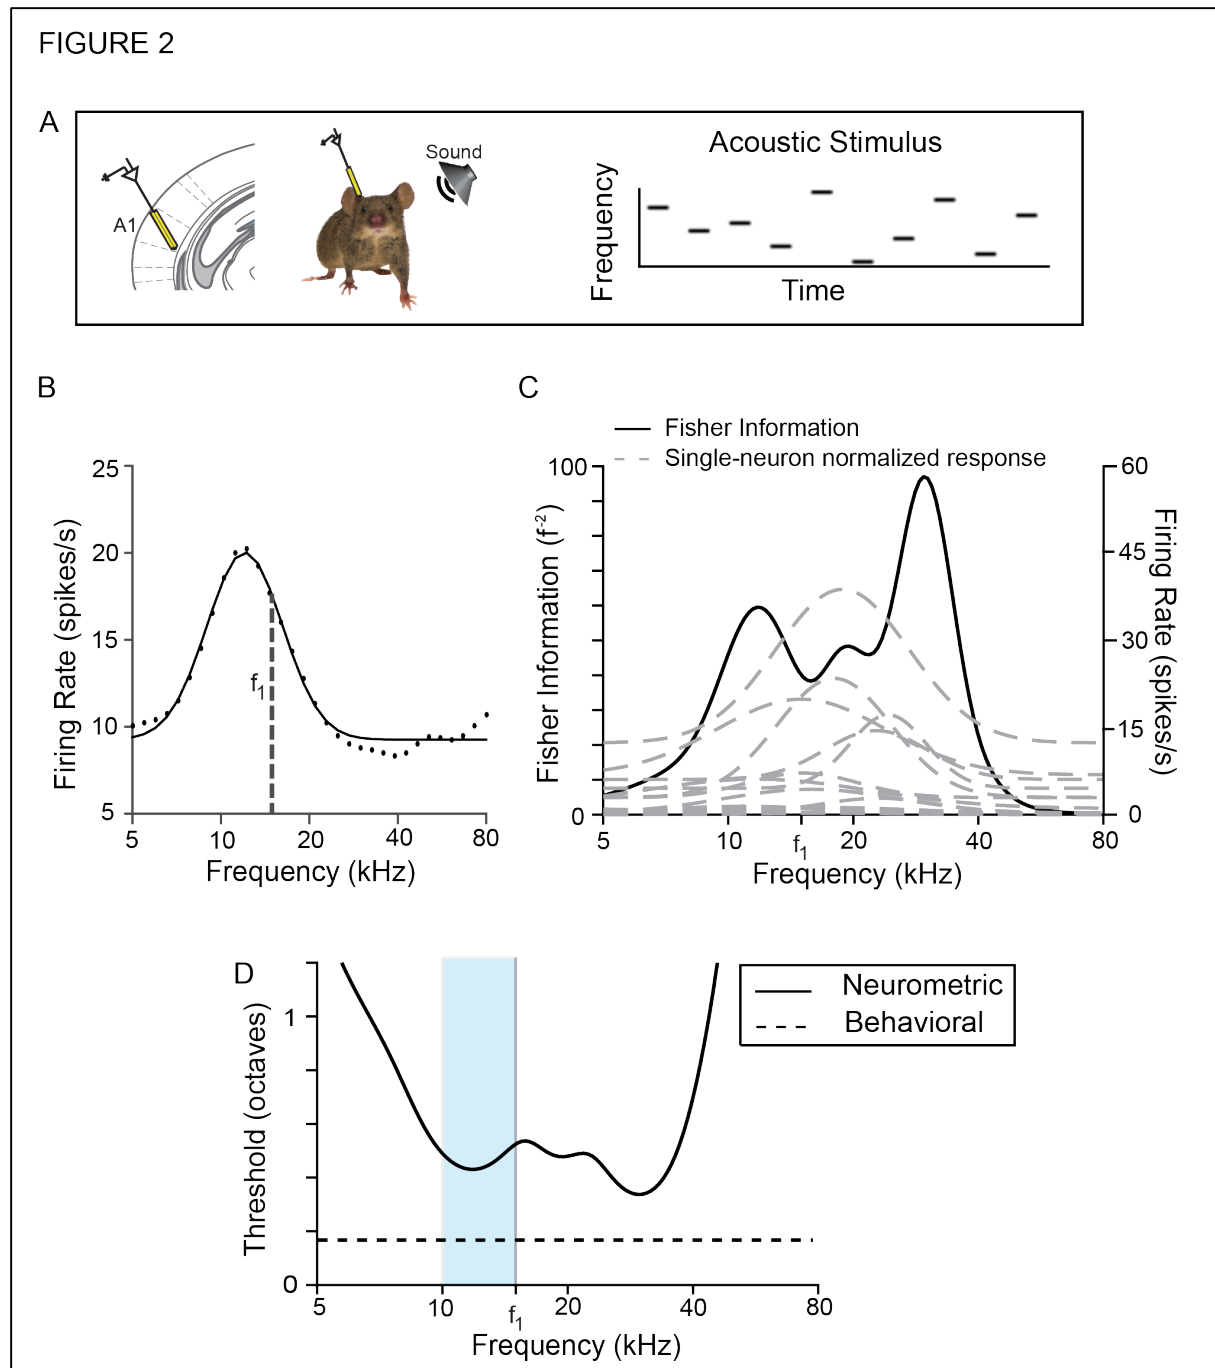 FIGURE 2
A
A1
Sound
Acoustic Stimulus
Frequency
Time
B
25
20
15
10
5
Firing Rate (spikes/s)
f1
5 10 20 40 80
Frequency (kHz)
C
Fisher Information
Single-neuron normalized response
100
0
Fisher Information (f-2)
60
45
30
15
0
Firing Rate (spikes/s)
5 10 f1 20 40 80
Frequency (kHz)
D
1
0
Threshold (octaves)
Neurometric
Behavioral
5 10 f1 20 40 80
Frequency (kHz)